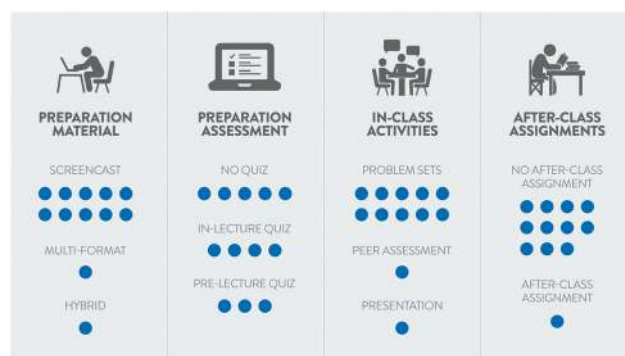 PREPARATION
MATERIAL
SCREENCAST
MULTI-FORMAT
HYBRID
PREPARATION
ASSESSMENT
NO QUIZ
IN-LECTURE QUIZ
PRE-LECTURE QUIZ
IN-CLASS
ACTIVITIES
PROBLEM SETS
PEER ASSESSMENT
PRESENTATION
AFTER-CLASS
ASSIGNMENTS
NO AFTER-CLASS
ASSIGNMENT
AFTER-CLASS
ASSIGNMENT